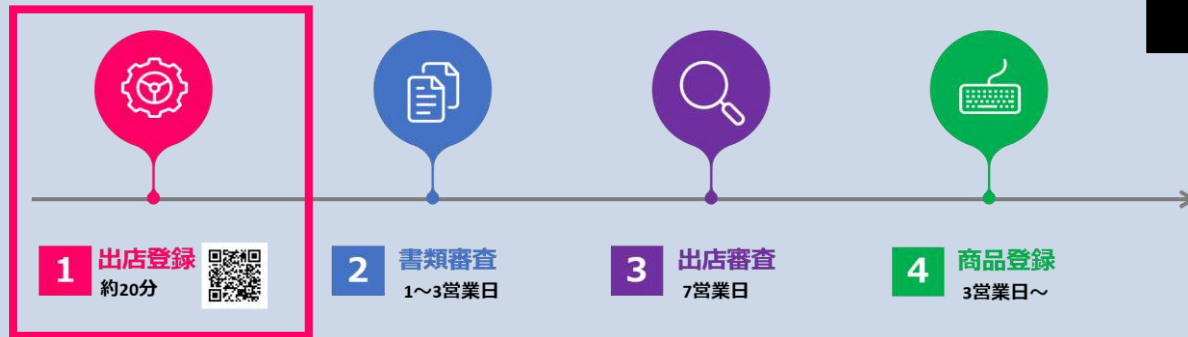 1
出店登録
約20分
2
書類審査
1～3営業日
3
出店審査
7営業日
4
商品登録
3営業日～